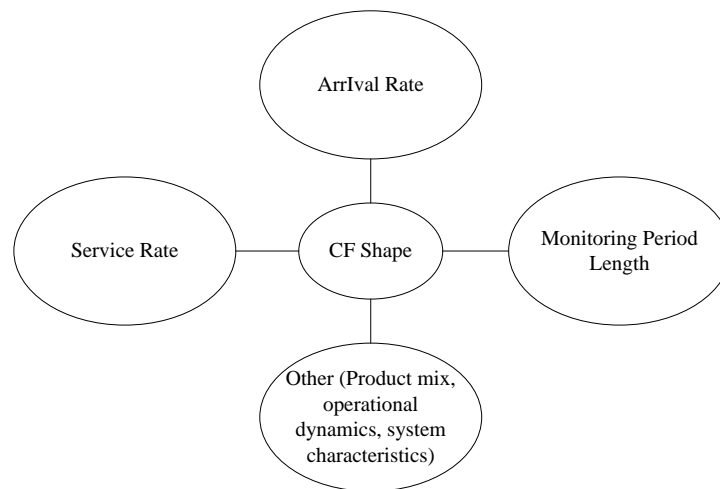 ArrIval Rate
Service Rate
CF Shape
Monitoring Period
Length
Other (Product mix,
operational
dynamics, system
characteristics)